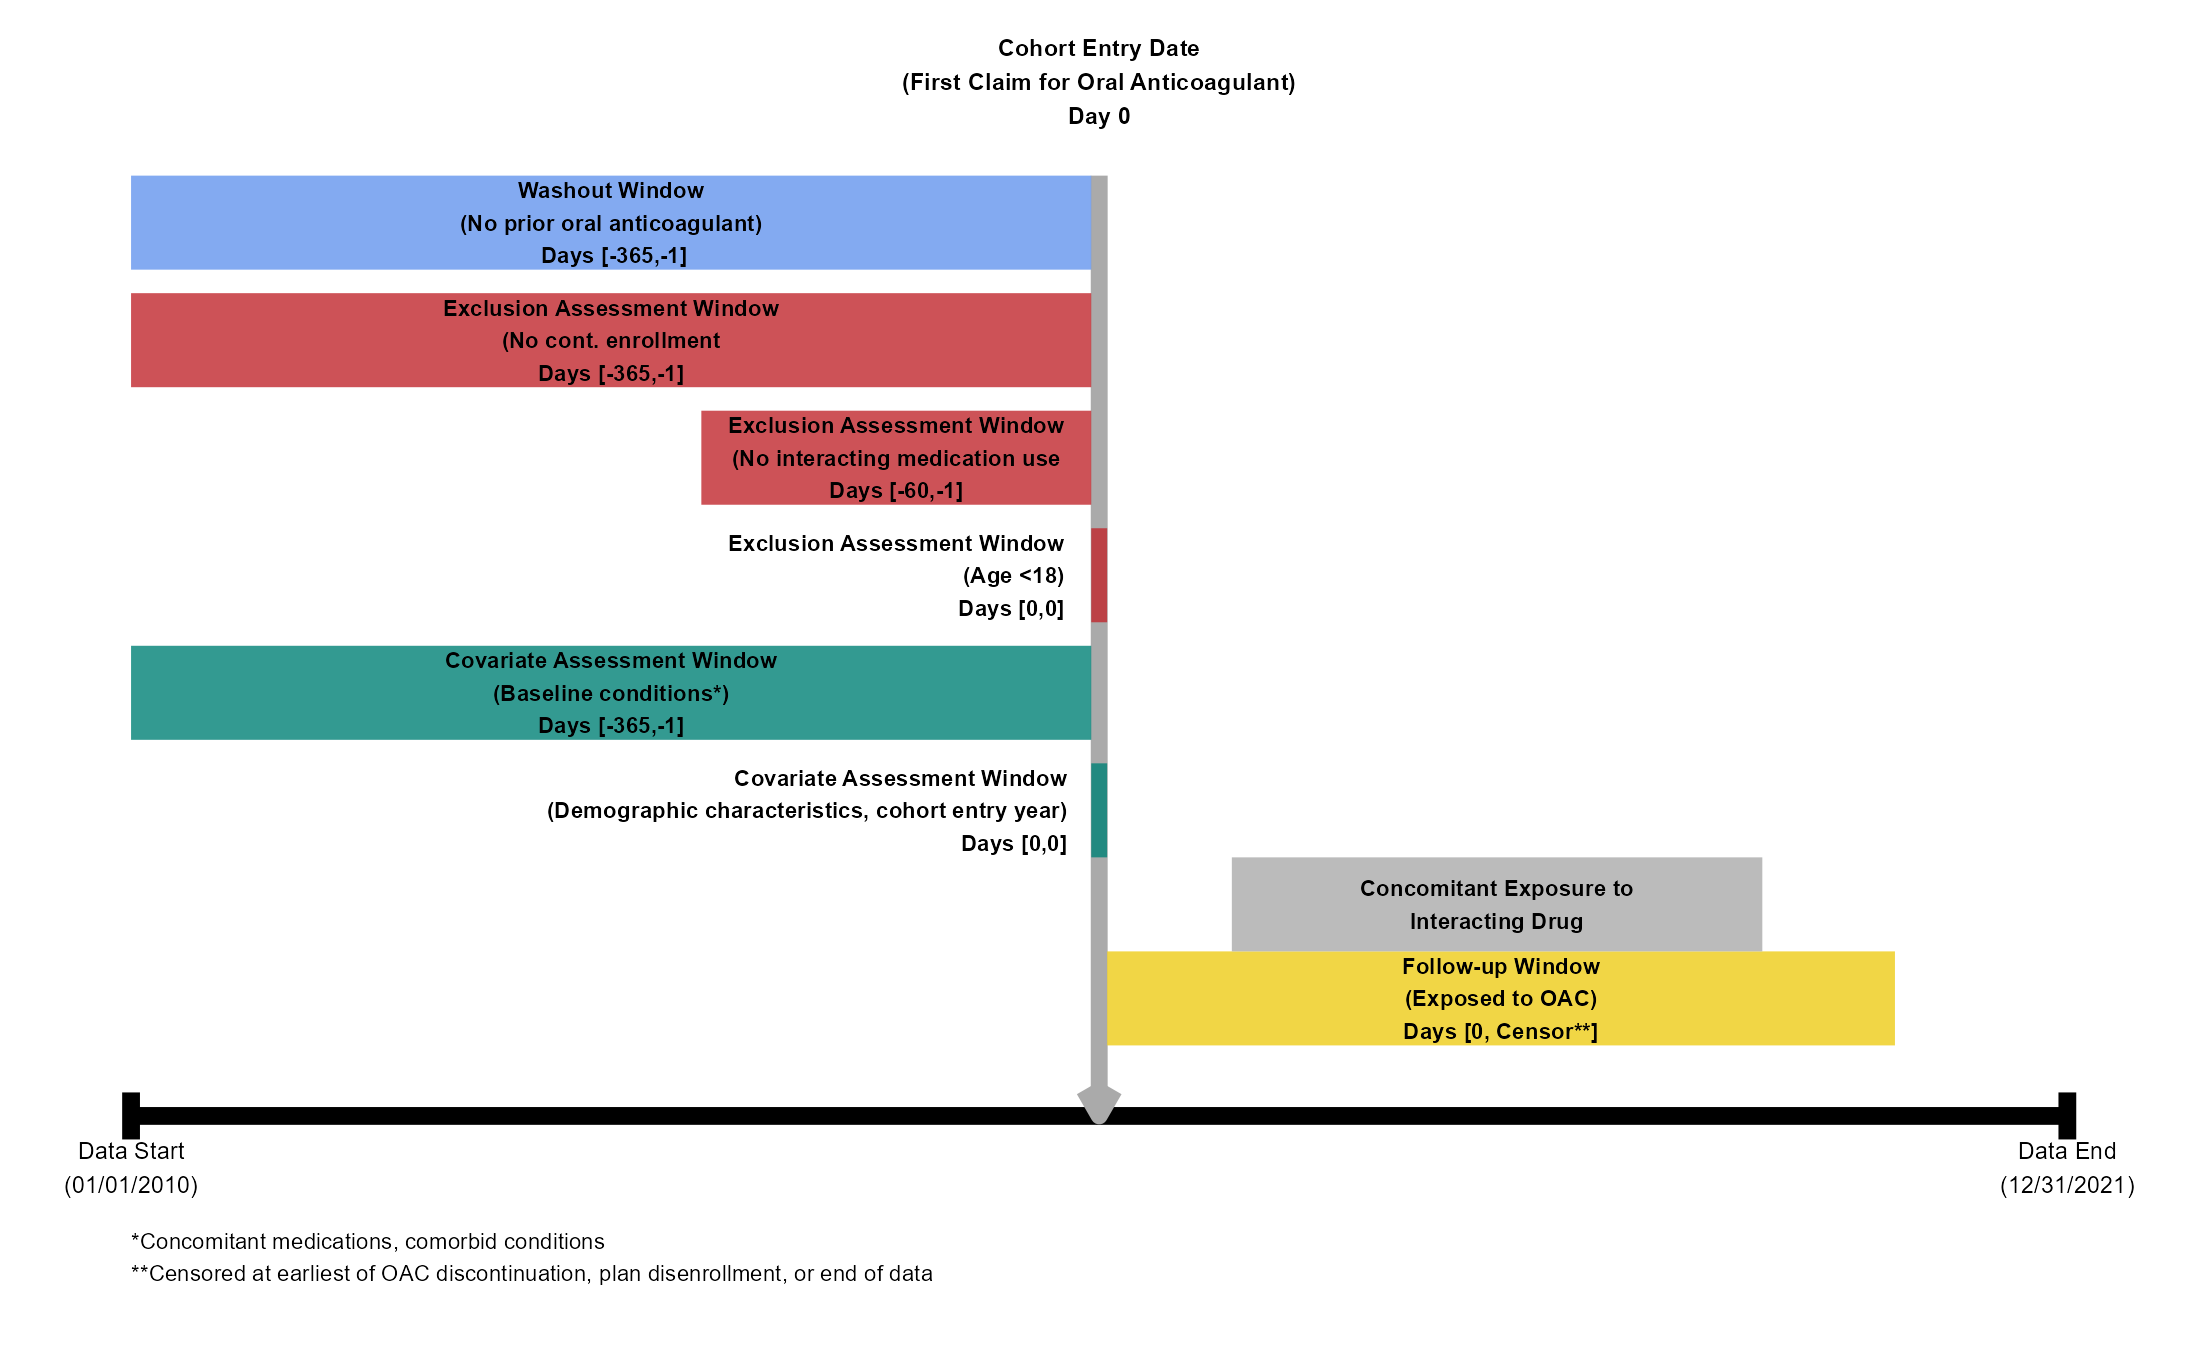 Cohort Entry Date
(First Claim for Oral Anticoagulant)
Day 0
Washout Window
(No prior oral anticoagulant)
Days [-365,-1]
Exclusion Assessment Window
(No cont. enrollment
Days [-365,-1]
Exclusion Assessment Window
(No interacting medication use
Days [-60,-1]
Exclusion Assessment Window
(Age <18)
Days [0,0]
Covariate Assessment Window
(Baseline conditions*)
Days [-365,-1]
Covariate Assessment Window
(Demographic characteristics, cohort entry year)
Days [0,0]
Concomitant Exposure to
Interacting Drug
Follow-up Window
(Exposed to OAC)
Days [0, Censor**]
Data Start
(01/01/2010)
Data End
(12/31/2021)
*Concomitant medications, comorbid conditions
**Censored at earliest of OAC discontinuation, plan disenrollment, or end of data